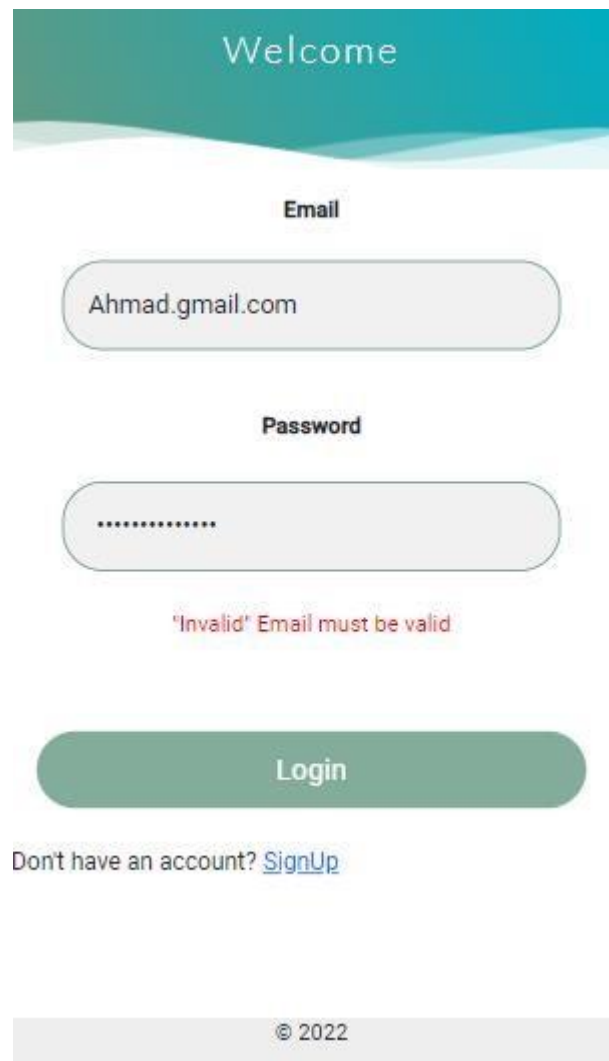 Welcome
Email
Ahmad.gmail.com
Password
••••••••••••••
"Invalid" Email must be valid
Login
Don't have an account? SignUp
© 2022